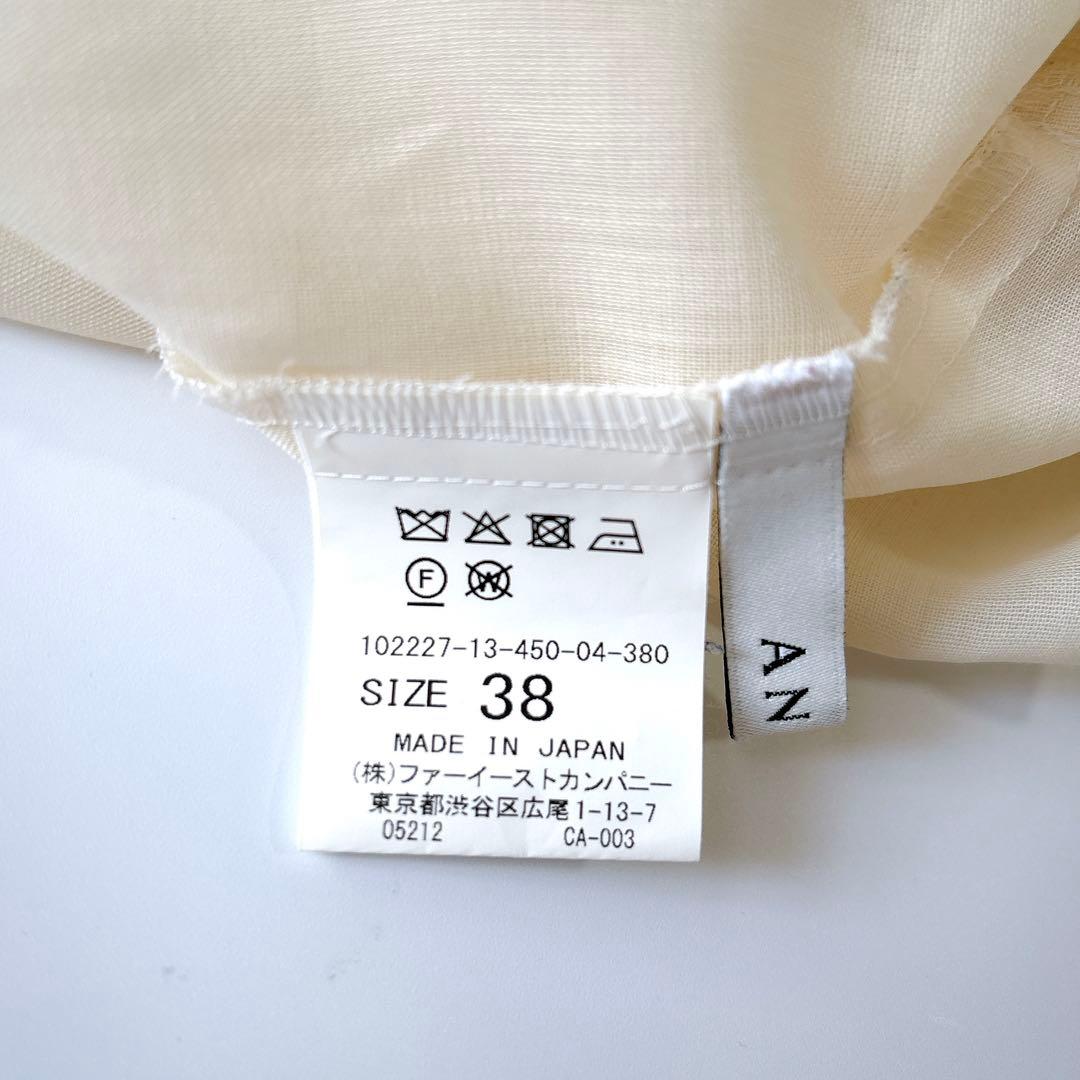 F
W
102227-13-450-04-380
SIZE 38
MADE IN JAPAN
(株)ファーイーストカンパニー
東京都渋谷区広尾1-13-7
05212 CA-003
AN